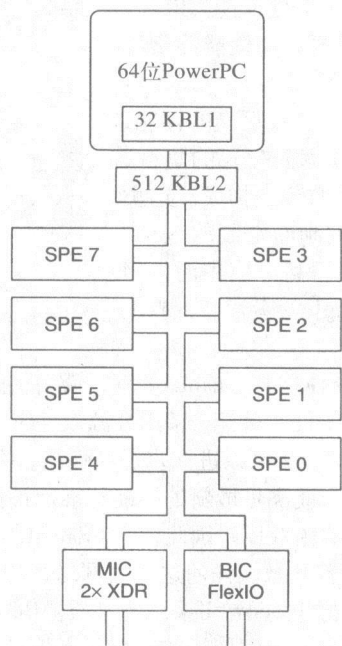 64位PowerPC
32 KBL1
512 KBL2
SPE 7
SPE 3
SPE 6
SPE 2
SPE 5
SPE 1
SPE 4
SPE 0
MIC
2× XDR
BIC
FlexIO